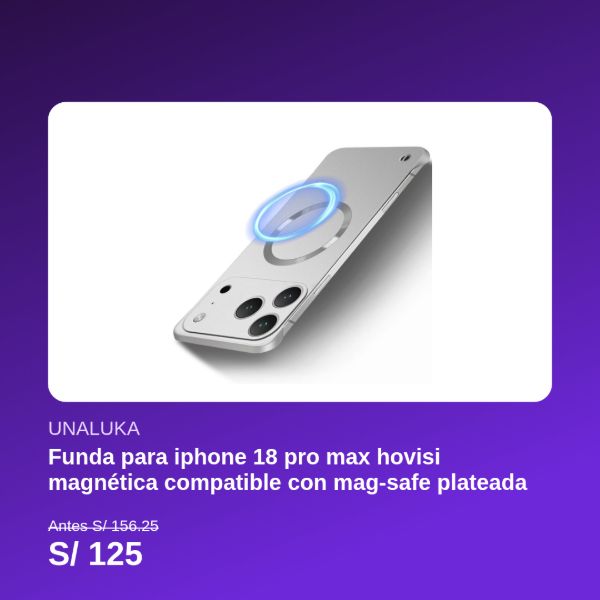 UNALUKA
Funda para iphone 18 pro max hovisi
magnética compatible con mag-safe plateada
Antes S/ 156.25
S/ 125